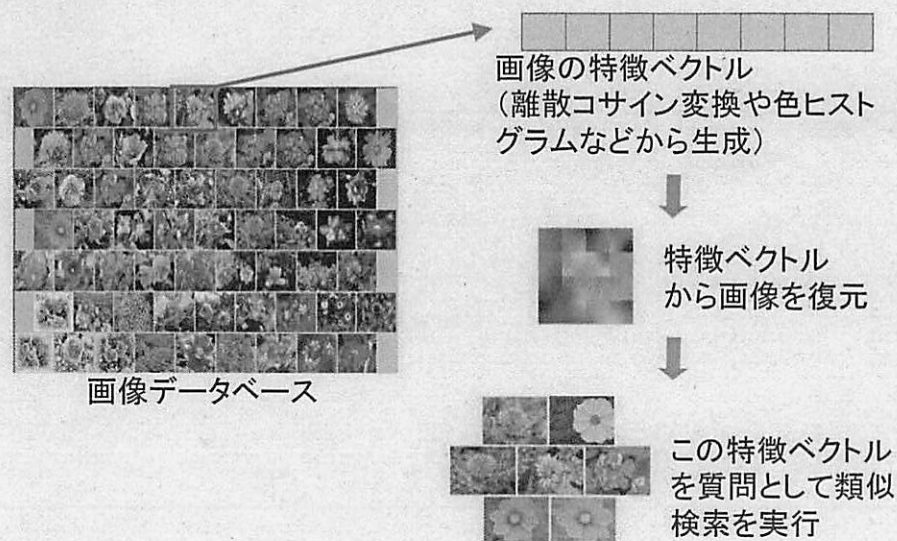 画像の特徴ベクトル
(離散コサイン変換や色ヒスト
グラムなどから生成)
特徴ベクトル
から画像を復元
画像データベース
この特徴ベクトル
を質問として類似
検索を実行